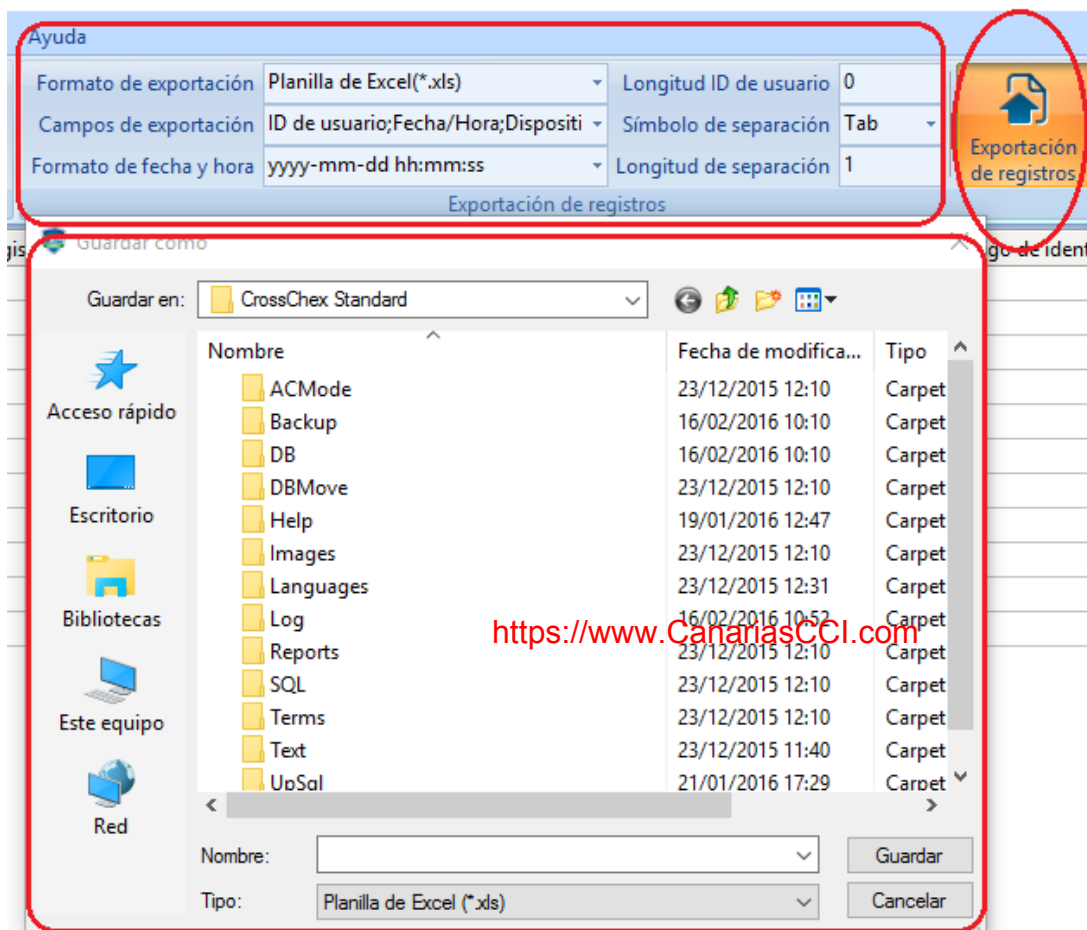 Ayuda
Formato de exportación Planilla de Excel(*.xls) Longitud ID de usuario 0
Campos de exportación ID de usuario;Fecha/Hora;Dispositi Símbolo de separación Tab
Formato de fecha y hora yyyy-mm-dd hh:mm:ss Longitud de separación 1
Exportación de registros
Exportación
de registros
Guardar como
gis
go de ident
Guardar en: CrossChex Standard
Nombre Fecha de modifica... Tipo
ACMode 23/12/2015 12:10 Carpet
Backup 16/02/2016 10:10 Carpet
DB 16/02/2016 10:10 Carpet
DBMove 23/12/2015 12:10 Carpet
Help 19/01/2016 12:47 Carpet
Images 23/12/2015 12:10 Carpet
Languages 23/12/2015 12:31 Carpet
Log 16/02/2016 10:52 Carpet
Reports 23/12/2015 12:10 Carpet
SQL 23/12/2015 12:10 Carpet
Terms 23/12/2015 12:10 Carpet
Text 23/12/2015 11:40 Carpet
UpSql 21/01/2016 17:29 Carpet
https://www.CanariasCCI.com
Acceso rápido
Escritorio
Bibliotecas
Este equipo
Red
Nombre: Guardar
Tipo: Planilla de Excel (*.xls) Cancelar